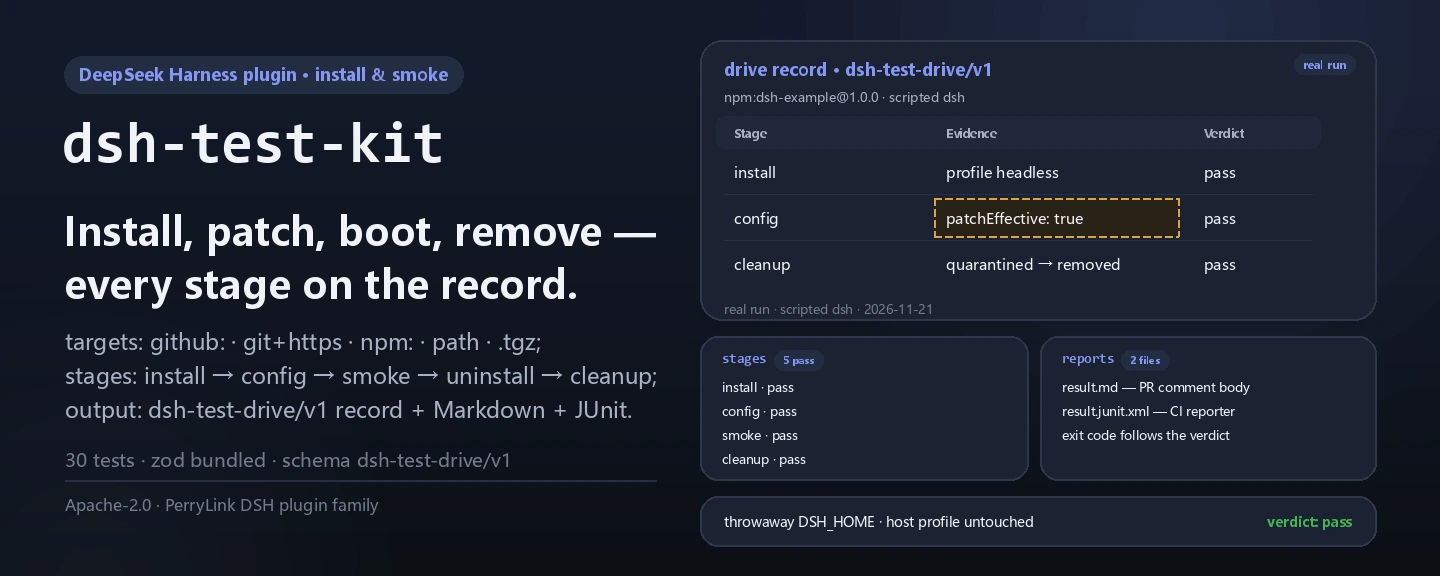 DeepSeek Harness plugin • install & smoke
dsh-test-kit
Install, patch, boot, remove —
every stage on the record.
targets: github: · git+https · npm: · path · .tgz;
stages: install → config → smoke → uninstall → cleanup;
output: dsh-test-drive/v1 record + Markdown + JUnit.
30 tests · zod bundled · schema dsh-test-drive/v1
Apache-2.0 · PerryLink DSH plugin family
drive record • dsh-test-drive/v1
real run
npm:dsh-example@1.0.0 · scripted dsh
Stage Evidence Verdict
install profile headless pass
config patchEffective: true pass
cleanup quarantined → removed pass
real run · scripted dsh · 2026-11-21
stages 5 pass
install · pass
config · pass
smoke · pass
cleanup · pass
reports 2 files
result.md — PR comment body
result.junit.xml — CI reporter
exit code follows the verdict
throwaway DSH_HOME · host profile untouched
verdict: pass